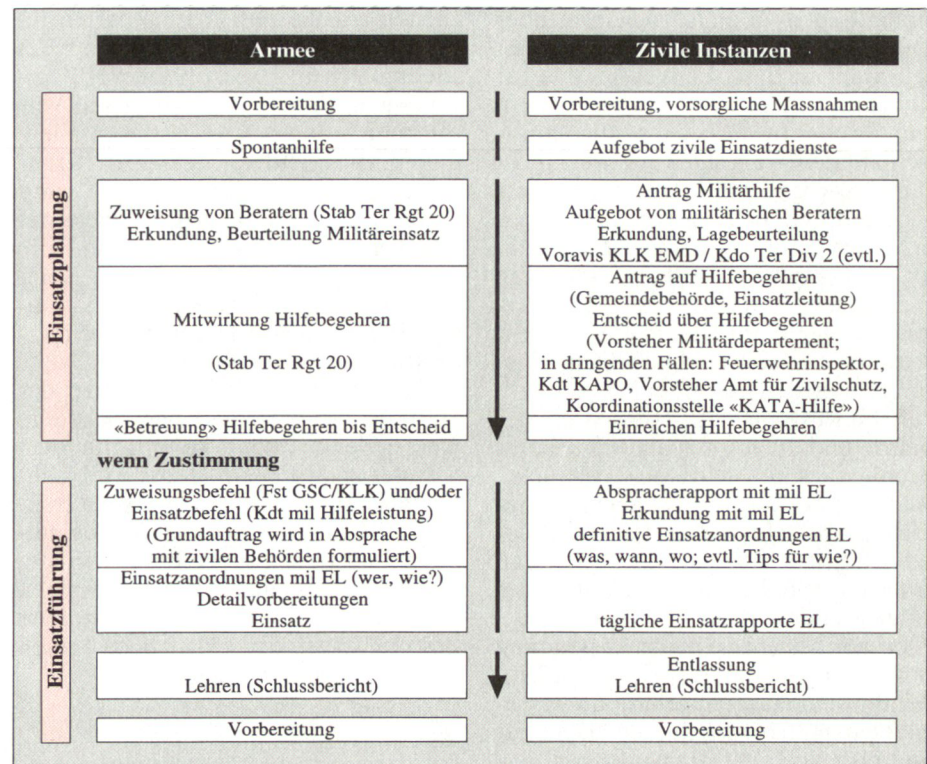 Armee
Zivile Instanzen
Einsatzplanung
Vorbereitung
Vorbereitung, vorsorgliche Massnahmen
Spontanhilfe
Aufgebot zivile Einsatzdienste
Zuweisung von Beratern (Stab Ter Rgt 20)
Erkundung, Beurteilung Militäreinsatz
Antrag Militärhilfe
Aufgebot von militärischen Beratern
Erkundung, Lagebeurteilung
Voravis KLK EMD / Kdo Ter Div 2 (evtl.)
Mitwirkung Hilfebegehren
(Stab Ter Rgt 20)
Antrag auf Hilfebegehren
(Gemeindebehörde, Einsatzleitung)
Entscheid über Hilfebegehren
(Vorsteher Militärdepartement;
in dringenden Fällen: Feuerwehrinspektor,
Kdt KAPO, Vorsteher Amt für Zivilschutz,
Koordinationsstelle «KATA-Hilfe»)
«Betreuung» Hilfebegehren bis Entscheid
Einreichen Hilfebegehren
wenn Zustimmung
Einsatzführung
Zuweisungsbefehl (Fst GSC/KLK) und/oder
Einsatzbefehl (Kdt mil Hilfeleistung)
(Grundauftrag wird in Absprache
mit zivilen Behörden formuliert)
Abspracherapport mit mil EL
Erkundung mit mil EL
definitive Einsatzanordnungen EL
(was, wann, wo; evtl. Tips für wie?)
Einsatzanordnungen mil EL (wer, wie?)
Detailvorbereitungen
Einsatz
tägliche Einsatzrapporte EL
Lehren (Schlussbericht)
Entlassung
Lehren (Schlussbericht)
Vorbereitung
Vorbereitung